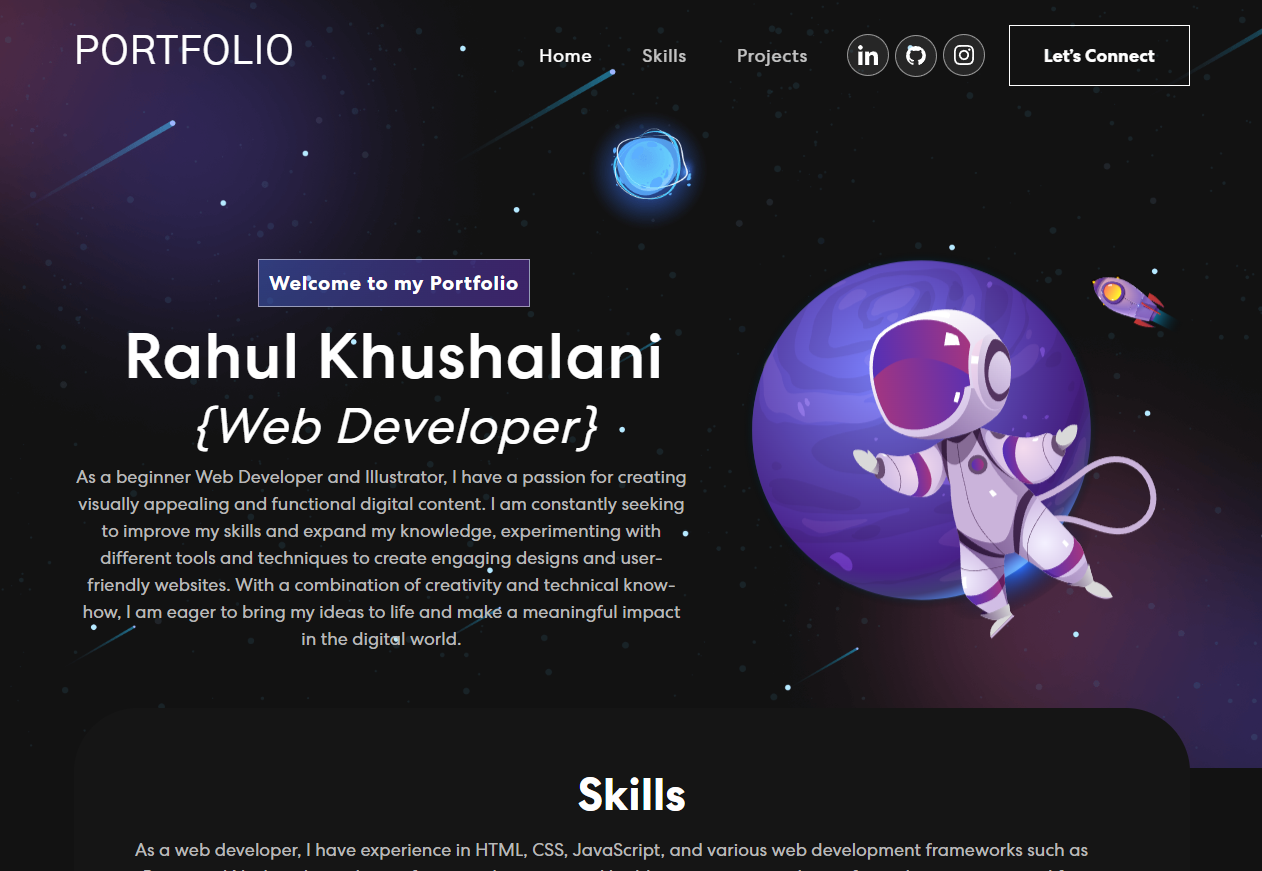 PORTFOLIO
Home Skills Projects in Let's Connect
Welcome to my Portfolio
Rahul Khushalani
{Web Developer}
As a beginner Web Developer and Illustrator, I have a passion for creating
visually appealing and functional digital content. I am constantly seeking
to improve my skills and expand my knowledge, experimenting with
different tools and techniques to create engaging designs and user-
friendly websites. With a combination of creativity and technical know-
how, I am eager to bring my ideas to life and make a meaningful impact
in the digital world.
Skills
As a web developer, I have experience in HTML, CSS, JavaScript, and various web development frameworks such as